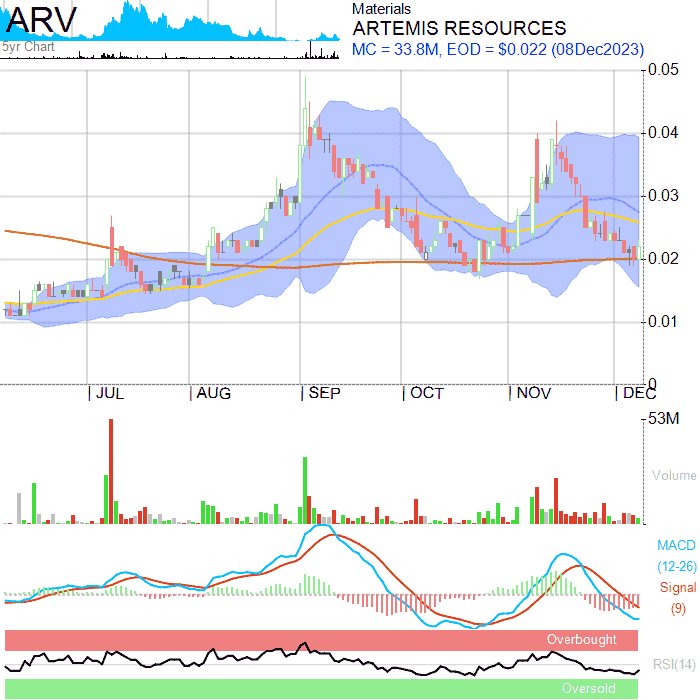 ARV
5yr Chart
Materials
ARTEMIS RESOURCES
MC = 33.8M, EOD = $0.022 (08Dec2023)
0.05
0.04
0.03
0.02
0.01
0
JUL AUG SEP OCT NOV DEC
53M
Volume
MACD
(12-26)
Signal
(9)
Overbought
RSI(14)
Oversold